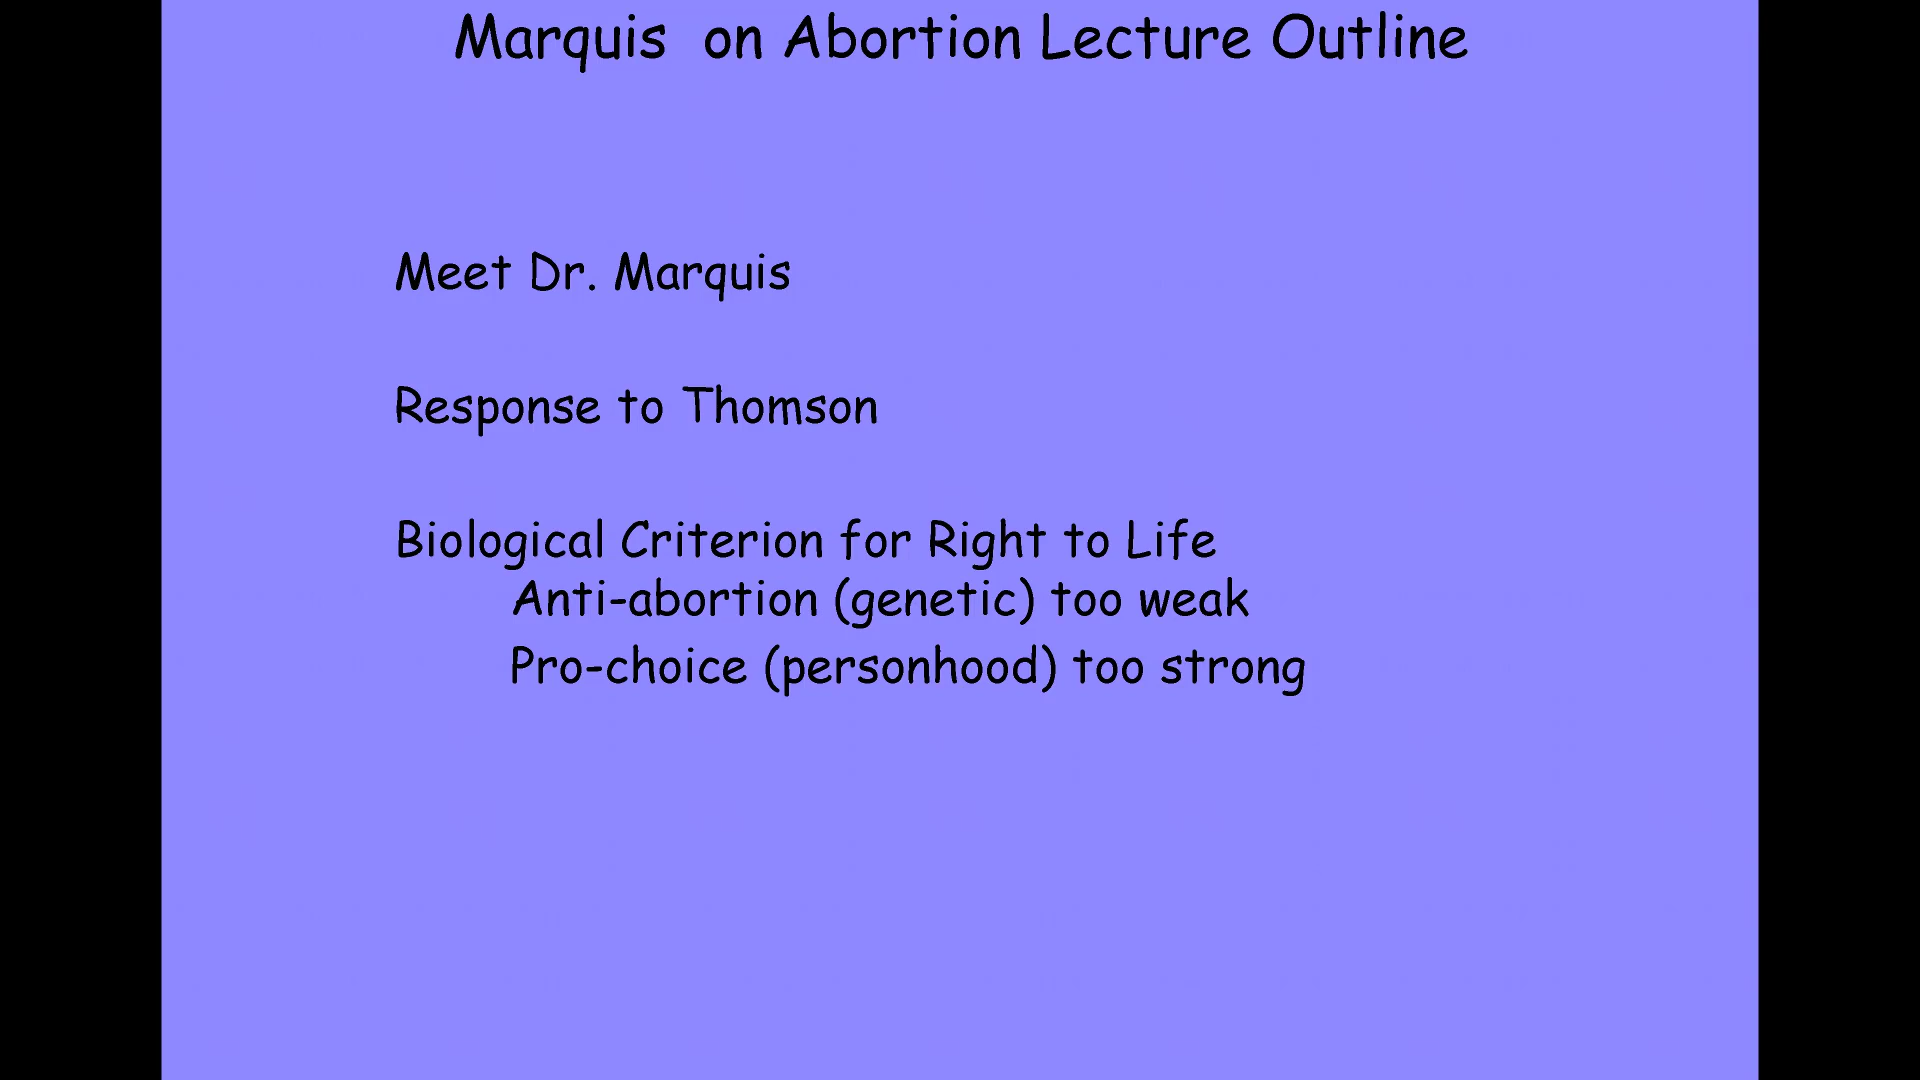 Marquis on Abortion Lecture Outline
Meet Dr. Marquis
Response to Thomson
Biological Criterion for Right to Life
Anti-abortion (genetic) too weak
Pro-choice (personhood) too strong